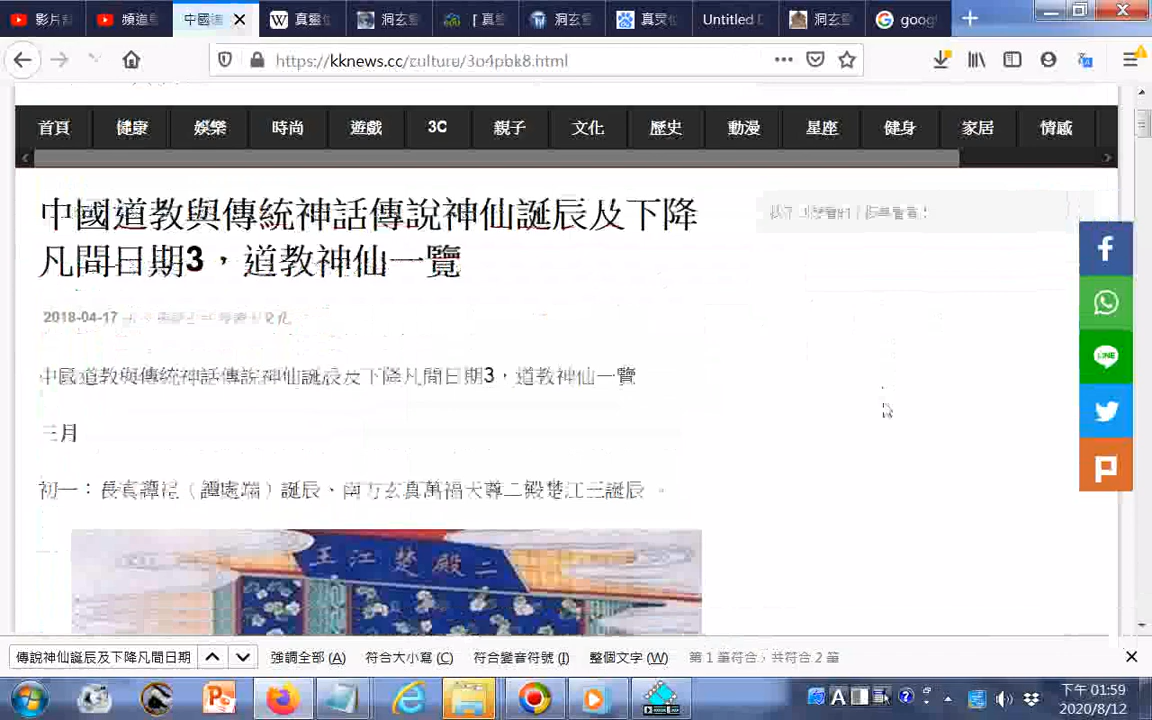 影片
頻道
中國道
真靈位
洞玄靈
[ 真靈
洞玄靈
真灵位
Untitled D
洞玄靈
goog
https://kknews.cc/culture/3o4pbk8.html
首頁 健康 娛樂 時尚 遊戲 3C 親子 文化 歷史 動漫 星座 健身 家居 情感
中國道教與傳統神話傳說神仙誕辰及下降
凡間日期3，道教神仙一覽
2018-04-17
中國道教與傳統神話傳說神仙誕辰及下降凡間日期3，道教神仙一覽
三月
初一：長真譚祖（譚處端）誕辰、南方玄真萬福天尊二殿楚江王誕辰 。
王江楚殿二
傳說神仙誕辰及下降凡間日期 強調全部 (A) 符合大小寫 (C) 符合變音符號 (I) 整個文字 (W) 第 1 筆符合，共符合 2 篇
下午 01:59
2020/8/12